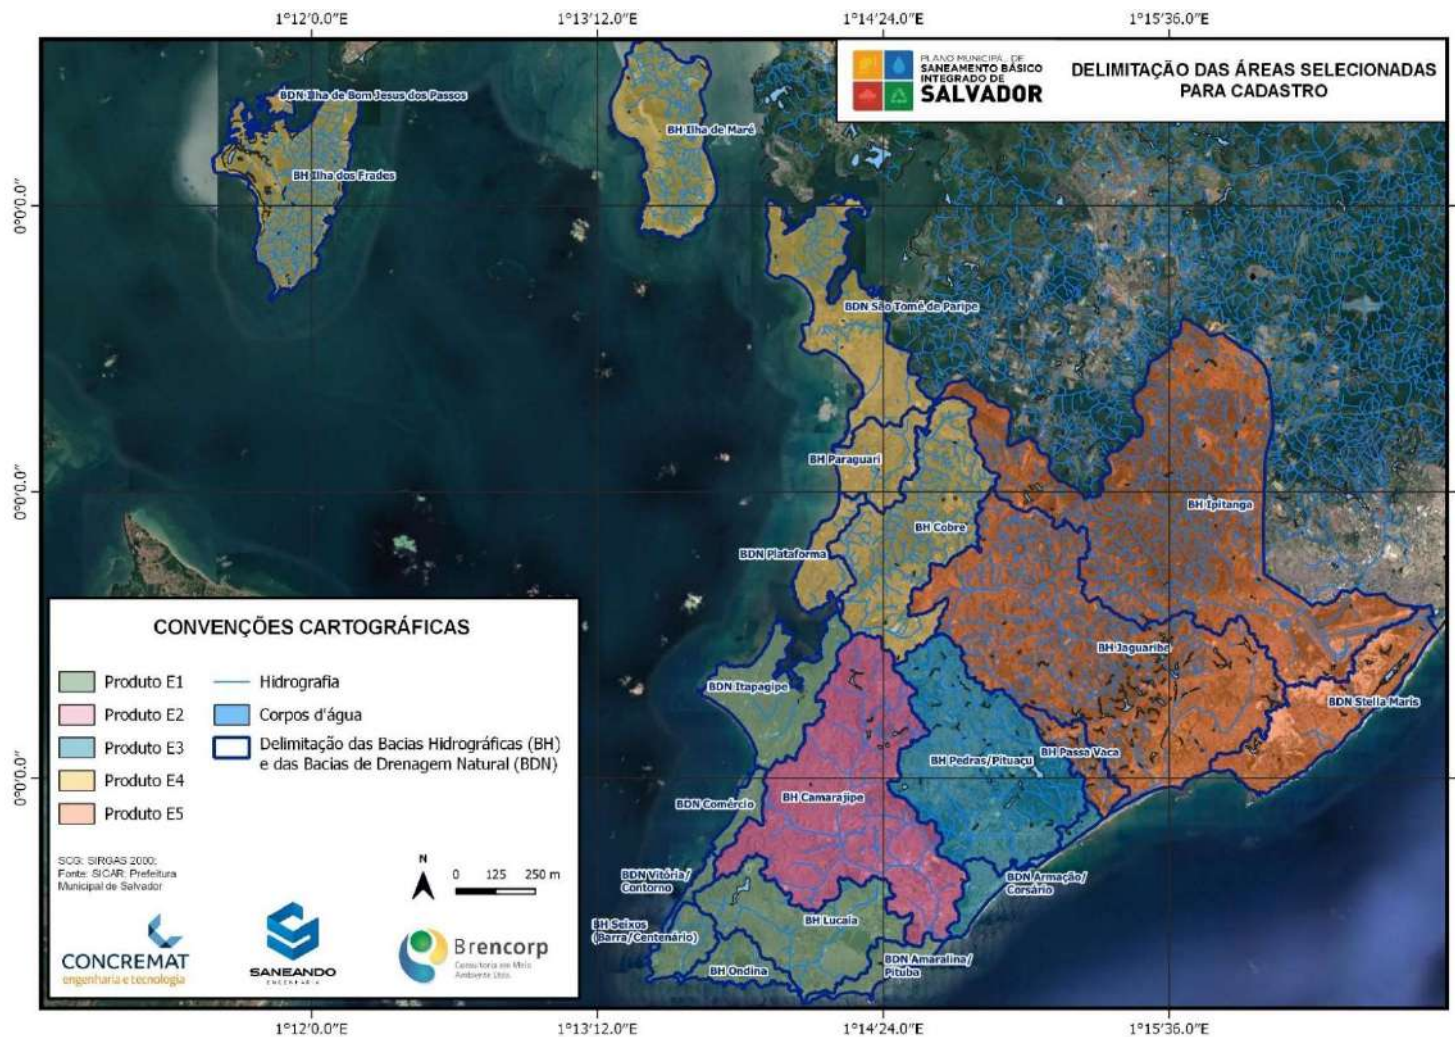 1°12'0.0"E
1°13'12.0"E
1°14'24.0"E
1°15'36.0"E
PLANO MUNICIPAL DE
SANEAMENTO BÁSICO
INTEGRADO DE
SALVADOR
DELIMITAÇÃO DAS ÁREAS SELECIONADAS
PARA CADASTRO
BDN Ilha de Bom Jesus dos Passos
BH Ilha de Maré
BH Ilha dos Frades
0°0'0.0"
BDN São Tomé de Paripe
BH Paraguari
0°0'0.0"
BH Ipitanga
BH Cobre
BDN Plataforma
BH Jaguaribe
BDN Itapagipe
BDN Stella Maris
BH Passa Vaca
BH Pedras/Pituaçu
0°0'0.0"
BH Camarajipe
BDN Comércio
BDN Vitória/
Contorno
BDN Armação/
Corsário
BH Seixos
(Barra/Centenário)
BH Lucaia
BH Ondina
BDN Amaralina/
Pituba
CONVENÇÕES CARTOGRÁFICAS
Produto E1
Produto E2
Produto E3
Produto E4
Produto E5
Hidrografia
Corpos d'água
Delimitação das Bacias Hidrográficas (BH)
e das Bacias de Drenagem Natural (BDN)
SCG: SIRGAS 2000;
Fonte: SICAR; Prefeitura
Municipal de Salvador
N
0 125 250 m
CONCREMAT
engenharia e tecnologia
SANEANDO
ENGENHARIA
Brencorp
Consultoria em Meio
Ambiente Ltda.
1°12'0.0"E
1°13'12.0"E
1°14'24.0"E
1°15'36.0"E